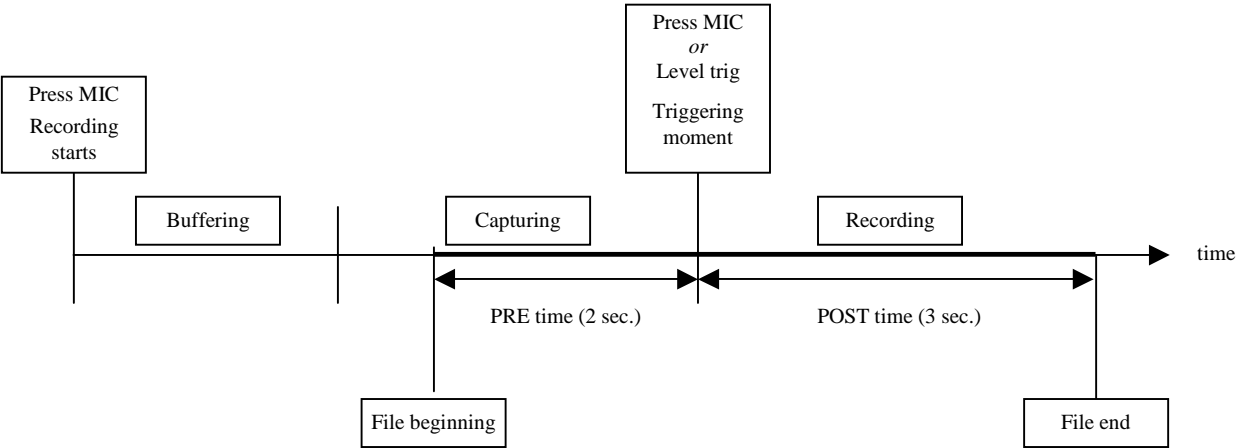 Press MIC
or
Level trig
Triggering
moment
Press MIC
Recording
starts
Buffering
Capturing
Recording
time
PRE time (2 sec.)
POST time (3 sec.)
File beginning
File end